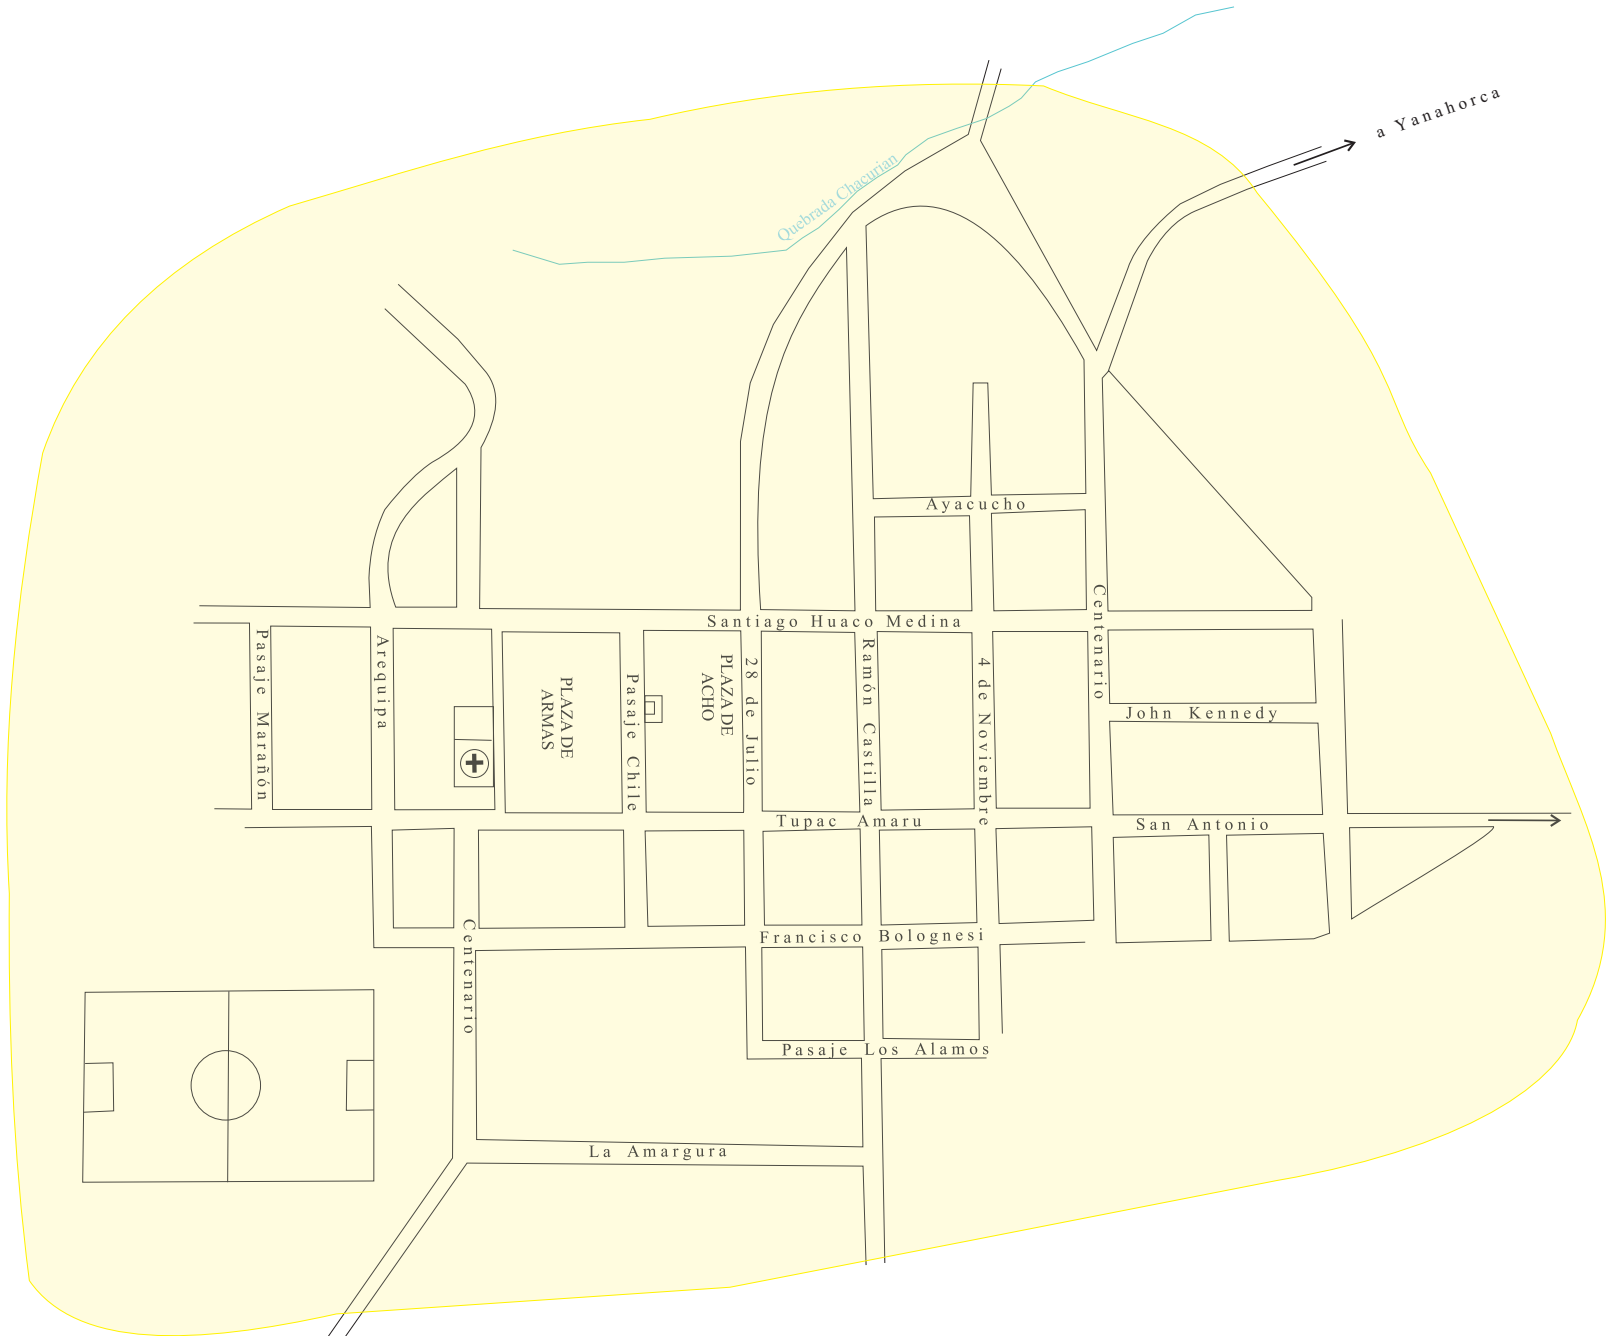 a Yanahorca
Quebrada Chacurian
Ayacucho
Santiago Huaco Medina
Pasaje Marañón
Arequipa
PLAZA DE
ARMAS
Pasaje Chile
PLAZA DE
ACHO
28 de Julio
Ramón Castilla
4 de Noviembre
Centenario
John Kennedy
Tupac Amaru
San Antonio
Centenario
Francisco Bolognesi
Pasaje Los Alamos
La Amargura